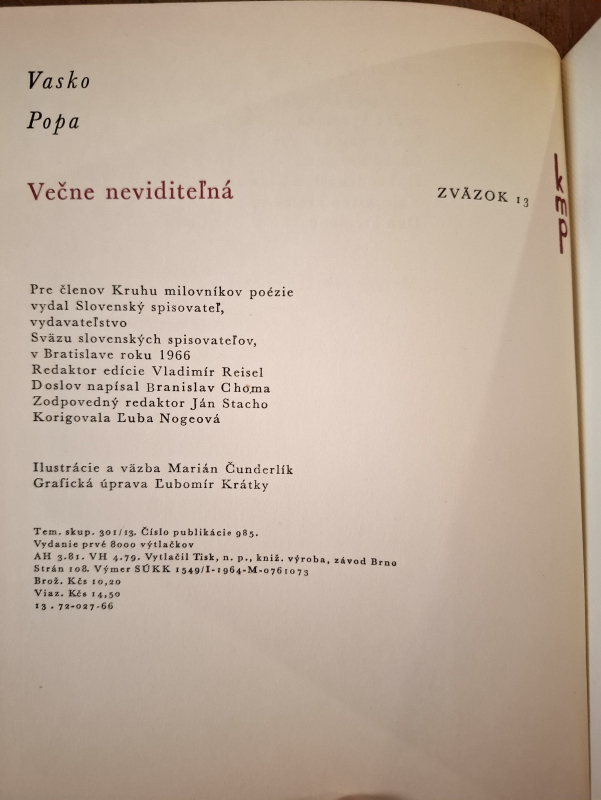 Vasko
Popa
Večne neviditeľná
ZVÄZOK 13
kmp
Pre členov Kruhu milovníkov poézie
vydal Slovenský spisovateľ,
vydavateľstvo
Sväzu slovenských spisovateľov,
v Bratislave roku 1966
Redaktor edície Vladimír Reisel
Doslov napísal Branislav Choma
Zodpovedný redaktor Ján Stacho
Korigovala Ľuba Nogeová
Ilustrácie a väzba Marián Čunderlík
Grafická úprava Ľubomír Krátky
Tem. skup. 301/13. Číslo publikácie 985.
Vydanie prvé 8000 výtlačkov
AH 3.81. VH 4.79. Vytlačil Tisk, n. p., kniž. výroba, závod Brno
Strán 108. Výmer SÚKK 1549/I-1964-M-0761073
Brož. Kčs 10,20
Viaz. Kčs 14,50
13 . 72-027-66